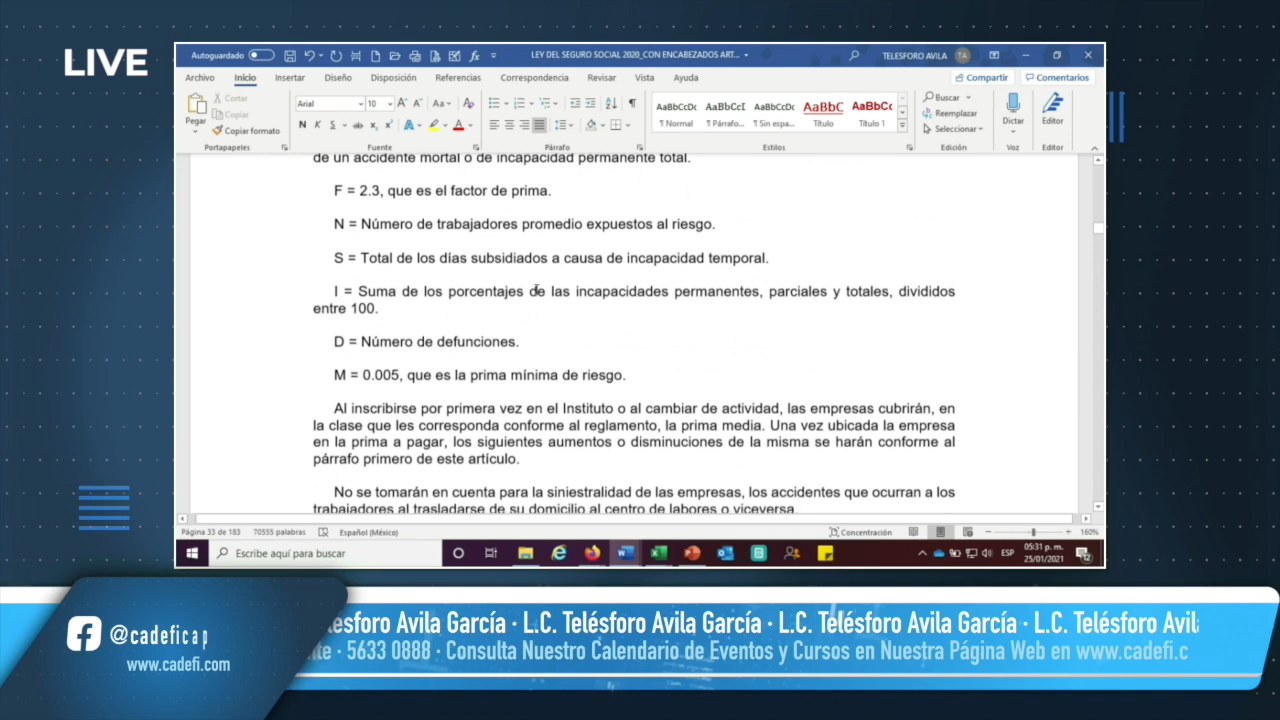 LIVE
Autoguardado
LEY DEL SEGURO SOCIAL 2020_CON ENCABEZADOS ART...
TELESFORO AVILA
TA
Archivo Inicio Insertar Diseño Disposición Referencias Correspondencia Revisar Vista Ayuda
Compartir Comentarios
Pegar
Cortar
Copiar
Copiar formato
Portapapeles
Arial 10
N K S ab x₂ x²
Fuente
Párrafo
AaBbCcDc AaBbCcD AaBbCcDc AaBbC AaBbCc
¶ Normal ¶ Párrafo... ¶ Sin espa... Título ¶ Título 1
Estilos
Buscar
Reemplazar
Seleccionar
Edición
Dictar
Voz
Editor
Editor
de un accidente mortal o de incapacidad permanente total.
F = 2.3, que es el factor de prima.
N = Número de trabajadores promedio expuestos al riesgo.
S = Total de los días subsidiados a causa de incapacidad temporal.
I = Suma de los porcentajes de las incapacidades permanentes, parciales y totales, divididos
entre 100.
D = Número de defunciones.
M = 0.005, que es la prima mínima de riesgo.
Al inscribirse por primera vez en el Instituto o al cambiar de actividad, las empresas cubrirán, en
la clase que les corresponda conforme al reglamento, la prima media. Una vez ubicada la empresa
en la prima a pagar, los siguientes aumentos o disminuciones de la misma se harán conforme al
párrafo primero de este artículo.
No se tomarán en cuenta para la siniestralidad de las empresas, los accidentes que ocurran a los
trabajadores al trasladarse de su domicilio al centro de labores o viceversa
Página 33 de 183 70555 palabras Español (México) Concentración 160%
Escribe aquí para buscar
ESP
05:31 p. m.
25/01/2021
12
@cadeficap
www.cadefi.com
lesforo Avila García · L.C. Telésforo Avila García · L.C. Telésforo Avila García · L.C. Telésforo Avil
nte · 5633 0888 · Consulta Nuestro Calendario de Eventos y Cursos en Nuestra Página Web en www.cadefi.c